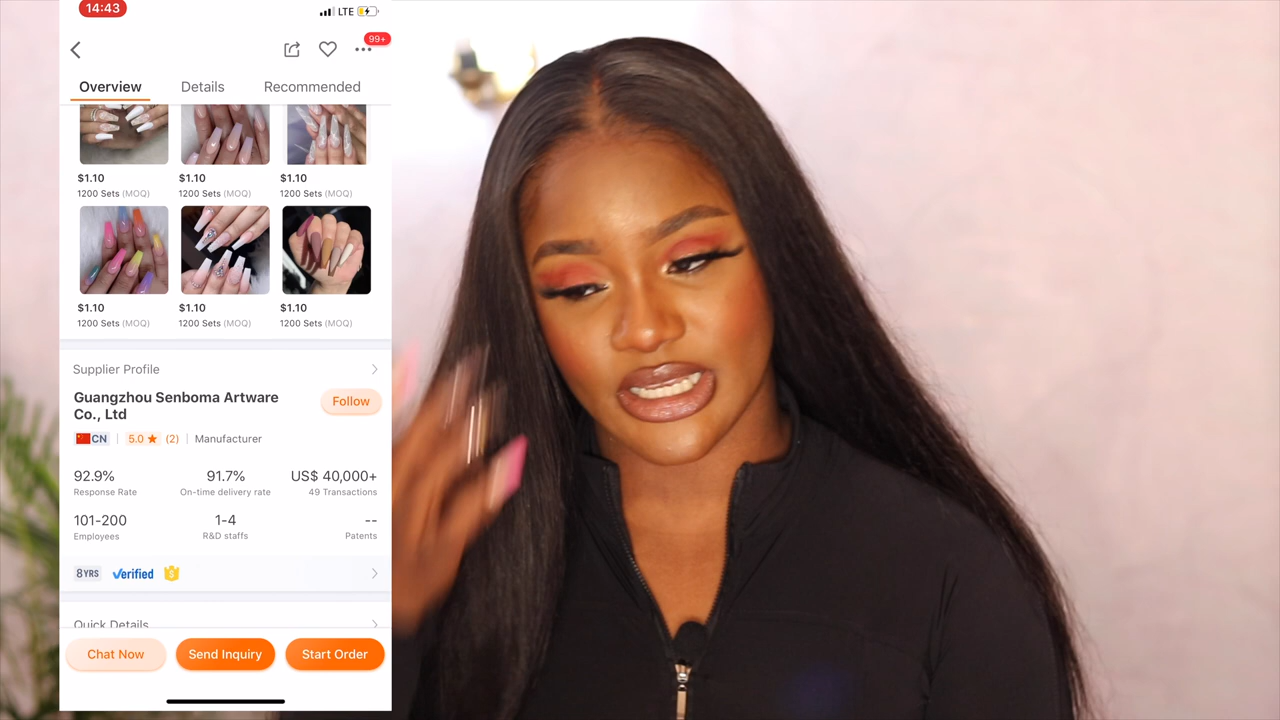 14:43
LTE
99+
Overview Details Recommended
$1.10 $1.10 $1.10
1200 Sets (MOQ) 1200 Sets (MOQ) 1200 Sets (MOQ)
$1.10 $1.10 $1.10
1200 Sets (MOQ) 1200 Sets (MOQ) 1200 Sets (MOQ)
Supplier Profile
Guangzhou Senboma Artware
Co., Ltd
Follow
CN 5.0 (2) Manufacturer
92.9% 91.7% US$ 40,000+
Response Rate On-time delivery rate 49 Transactions
101-200 1-4 --
Employees R&D staffs Patents
8YRS Verified $
Quick Details
Chat Now Send Inquiry Start Order